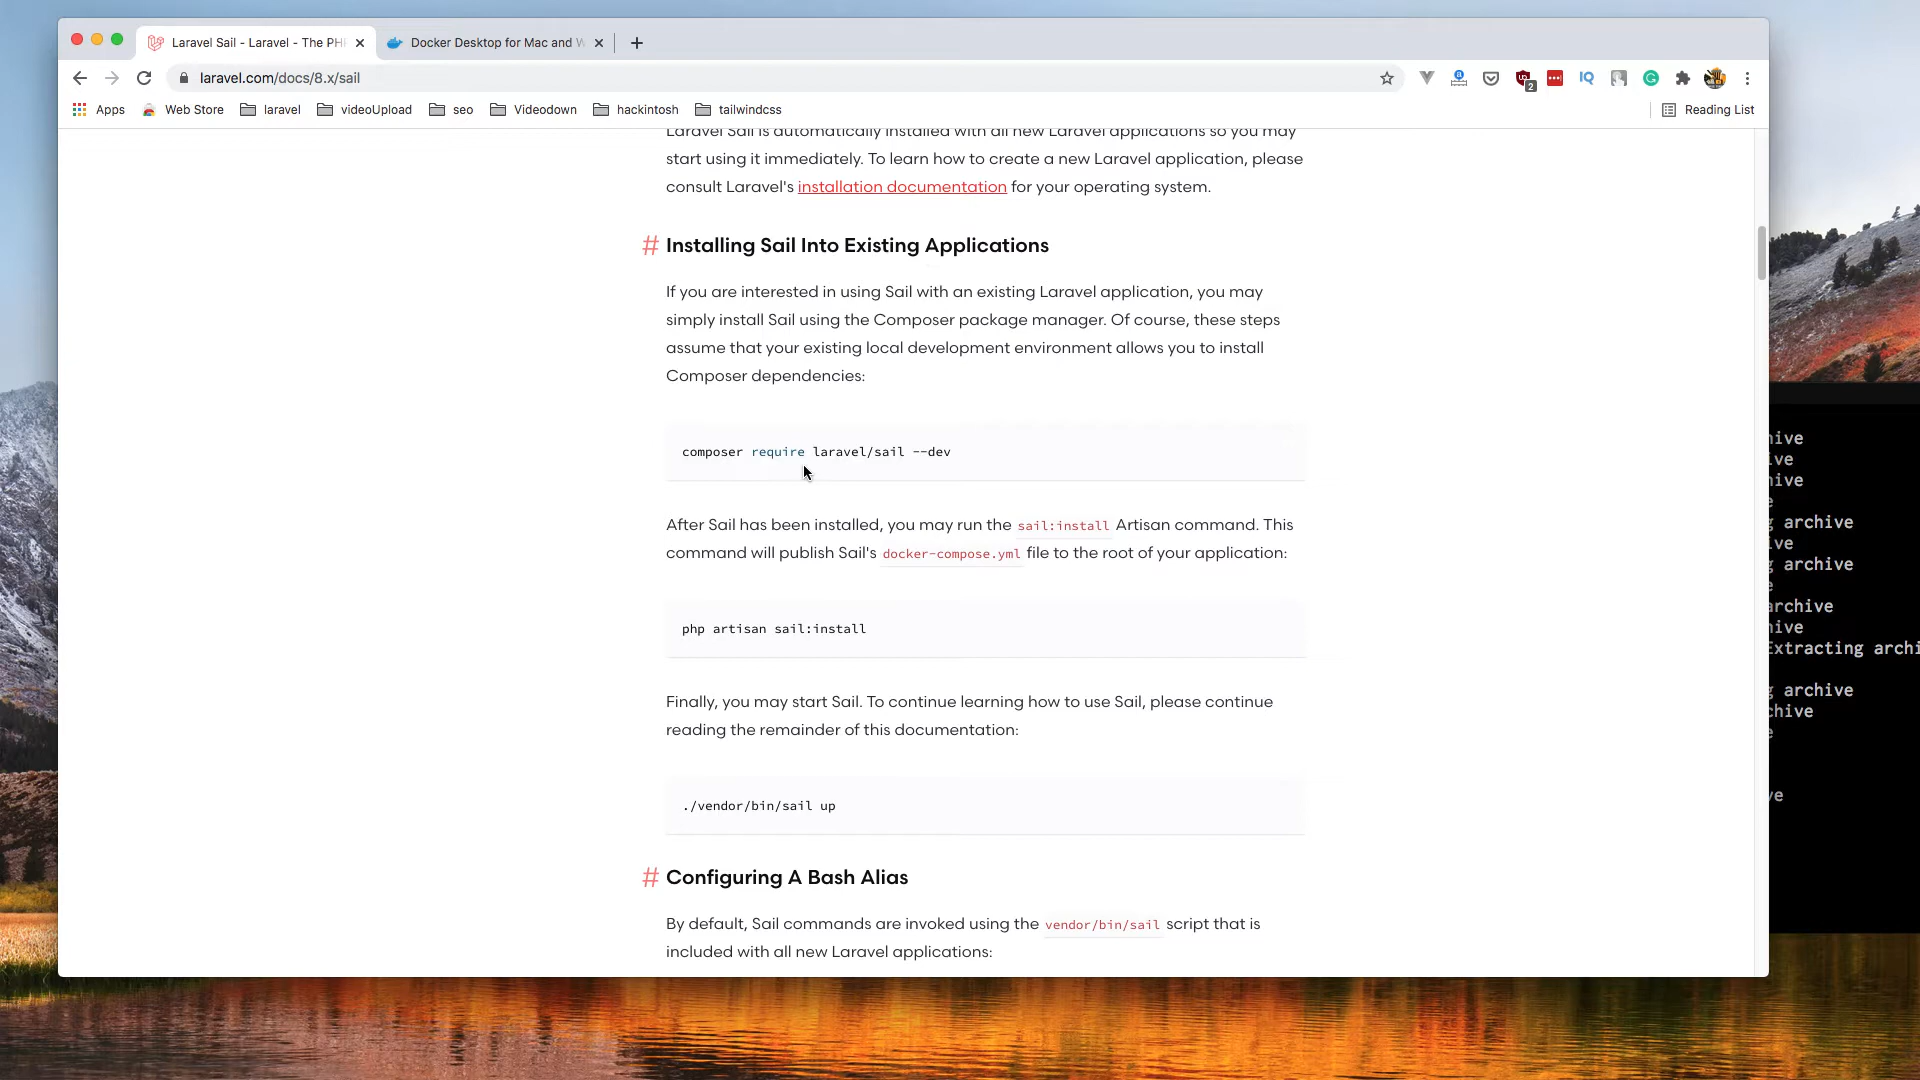 Laravel Sail - Laravel - The PH
Docker Desktop for Mac and W
laravel.com/docs/8.x/sail
2
IQ
Apps
Web Store
laravel
videoUpload
seo
Videodown
hackintosh
tailwindcss
Reading List
Laravel Sail is automatically installed with all new Laravel applications so you may
start using it immediately. To learn how to create a new Laravel application, please
consult Laravel's installation documentation for your operating system.
# Installing Sail Into Existing Applications
If you are interested in using Sail with an existing Laravel application, you may
simply install Sail using the Composer package manager. Of course, these steps
assume that your existing local development environment allows you to install
Composer dependencies:
composer require laravel/sail --dev
After Sail has been installed, you may run the sail:install Artisan command. This
command will publish Sail's docker-compose.yml file to the root of your application:
php artisan sail:install
Finally, you may start Sail. To continue learning how to use Sail, please continue
reading the remainder of this documentation:
./vendor/bin/sail up
# Configuring A Bash Alias
By default, Sail commands are invoked using the vendor/bin/sail script that is
included with all new Laravel applications:
hive
ive
hive
e
g archive
ive
g archive
e
archive
hive
Extracting archi
g archive
chive
e
ve